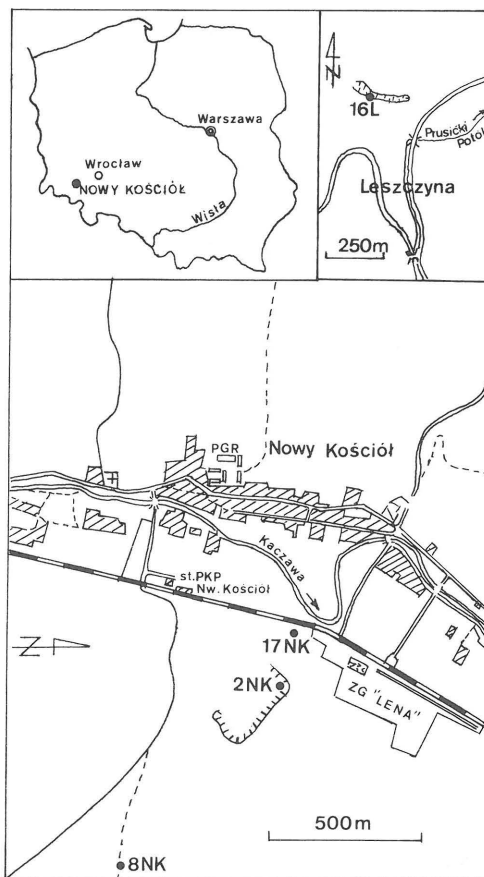 Warszawa
Wrocław
NOWY KOŚCIÓŁ
Wisła
N
16L
Prusicki
Potok
Leszczyna
250m
PGR
Nowy Kościół
Kaczawa
st.PKP
Nw. Kościół
N
17NK
2NK
ZG "LENA"
500m
8NK